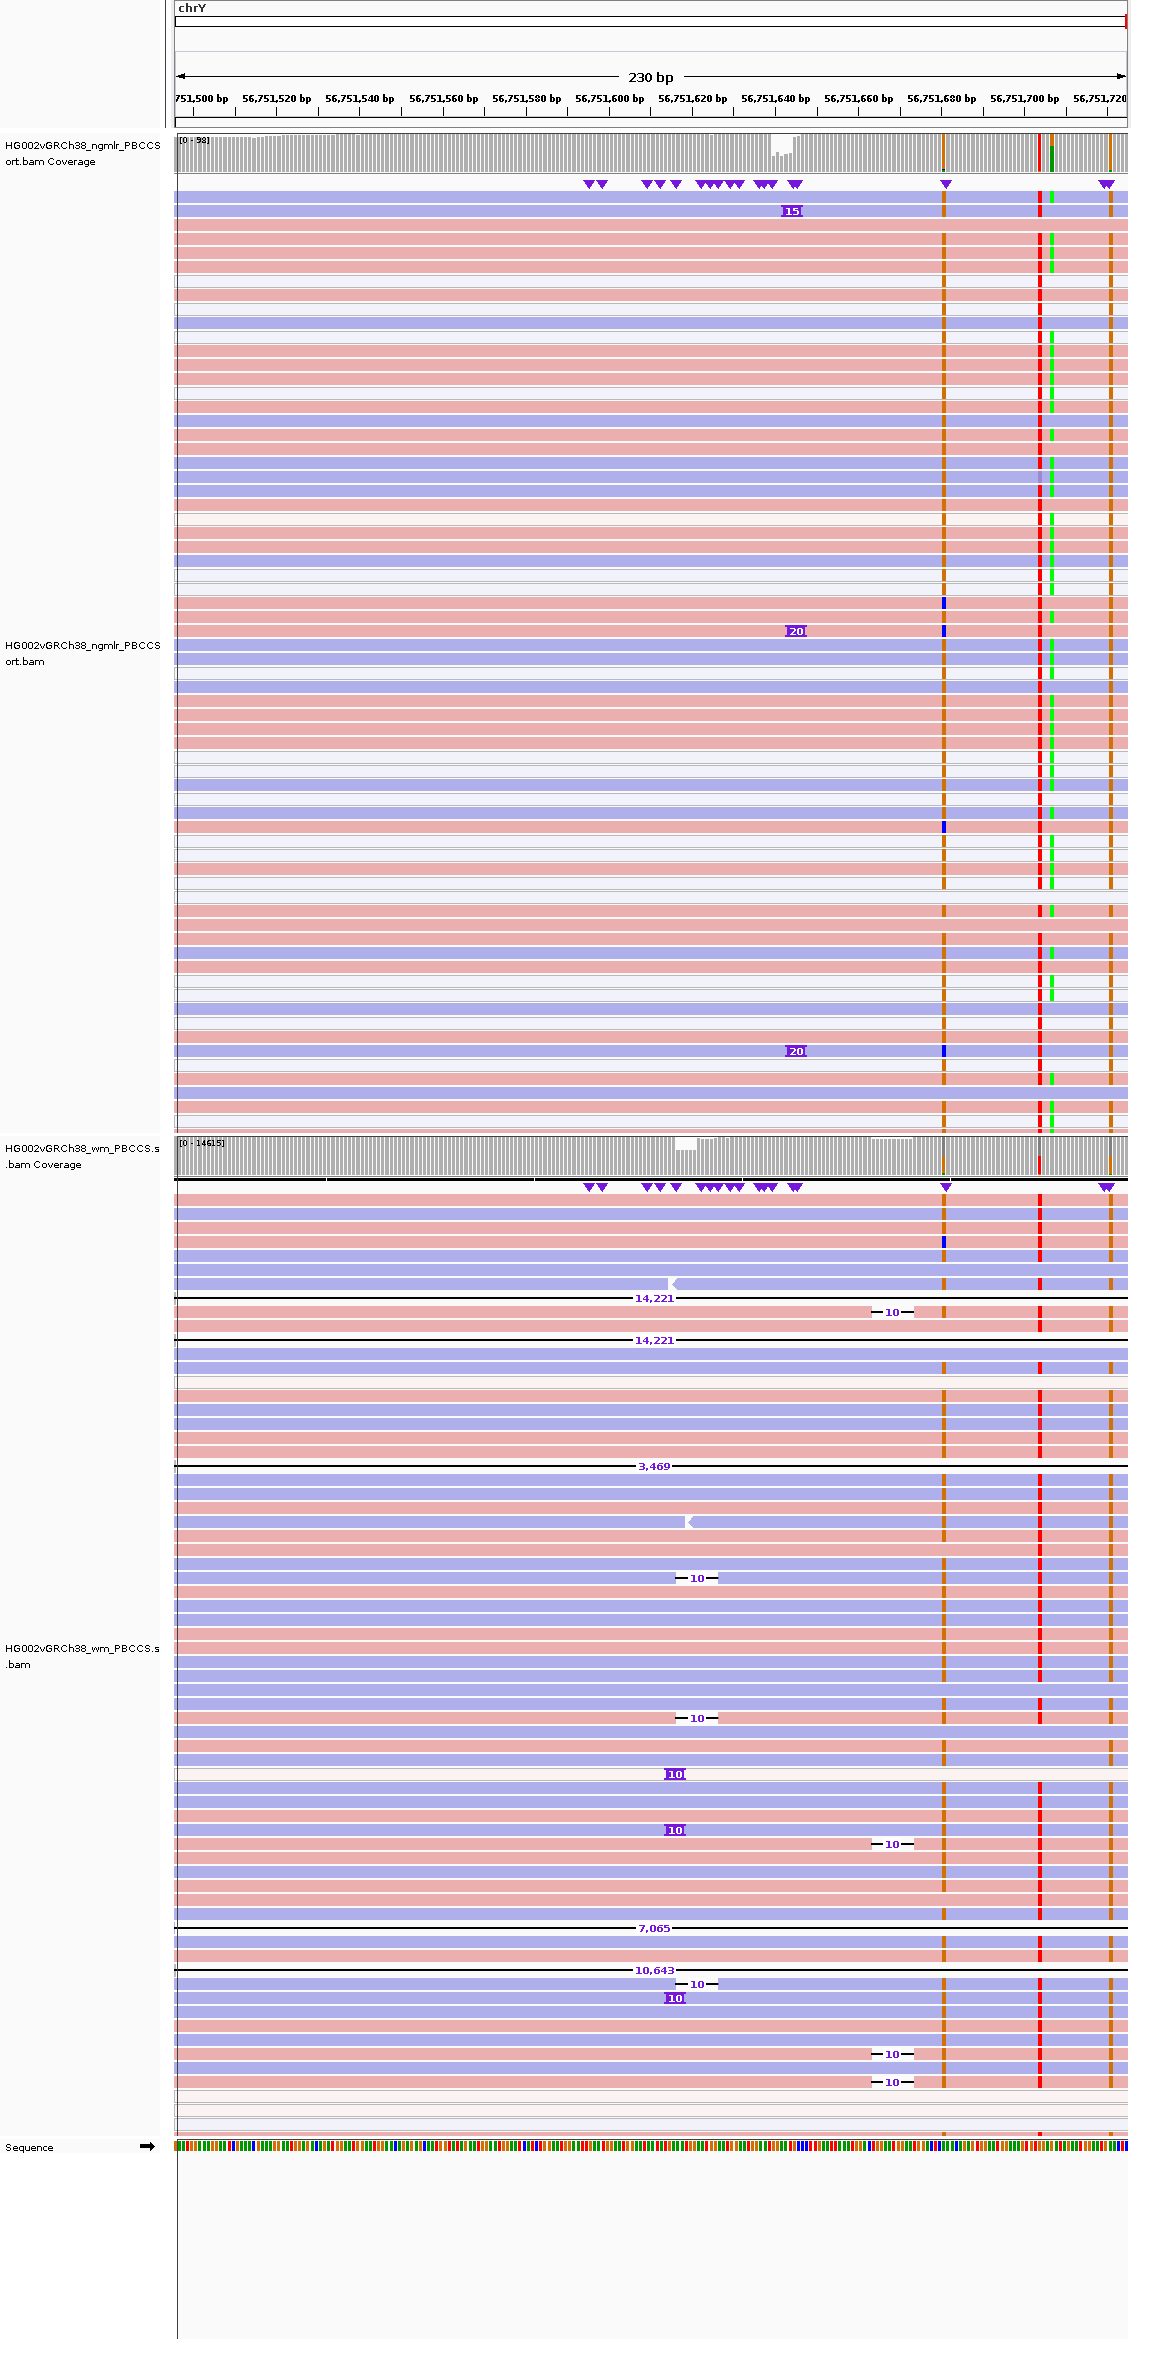 chrY
230 bp
751,500 bp 56,751,520 bp 56,751,540 bp 56,751,560 bp 56,751,580 bp 56,751,600 bp 56,751,620 bp 56,751,640 bp 56,751,660 bp 56,751,680 bp 56,751,700 bp 56,751,720
HG002vGRCh38_ngmlr_PBCCS
ort.bam Coverage
[0 - 98]
15
20
HG002vGRCh38_ngmlr_PBCCS
ort.bam
20
HG002vGRCh38_wm_PBCCS.s
.bam Coverage
[0 - 14615]
14,221
10
14,221
3,469
10
HG002vGRCh38_wm_PBCCS.s
.bam
10
10
10
10
7,065
10,643
10
10
10
10
Sequence